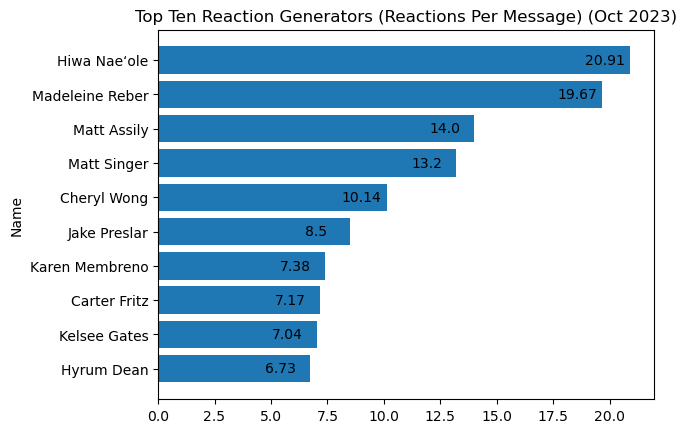 Top Ten Reaction Generators (Reactions Per Message) (Oct 2023)
Name
Hiwa Naeʻole 20.91
Madeleine Reber 19.67
Matt Assily 14.0
Matt Singer 13.2
Cheryl Wong 10.14
Jake Preslar 8.5
Karen Membreno 7.38
Carter Fritz 7.17
Kelsee Gates 7.04
Hyrum Dean 6.73
0.0 2.5 5.0 7.5 10.0 12.5 15.0 17.5 20.0